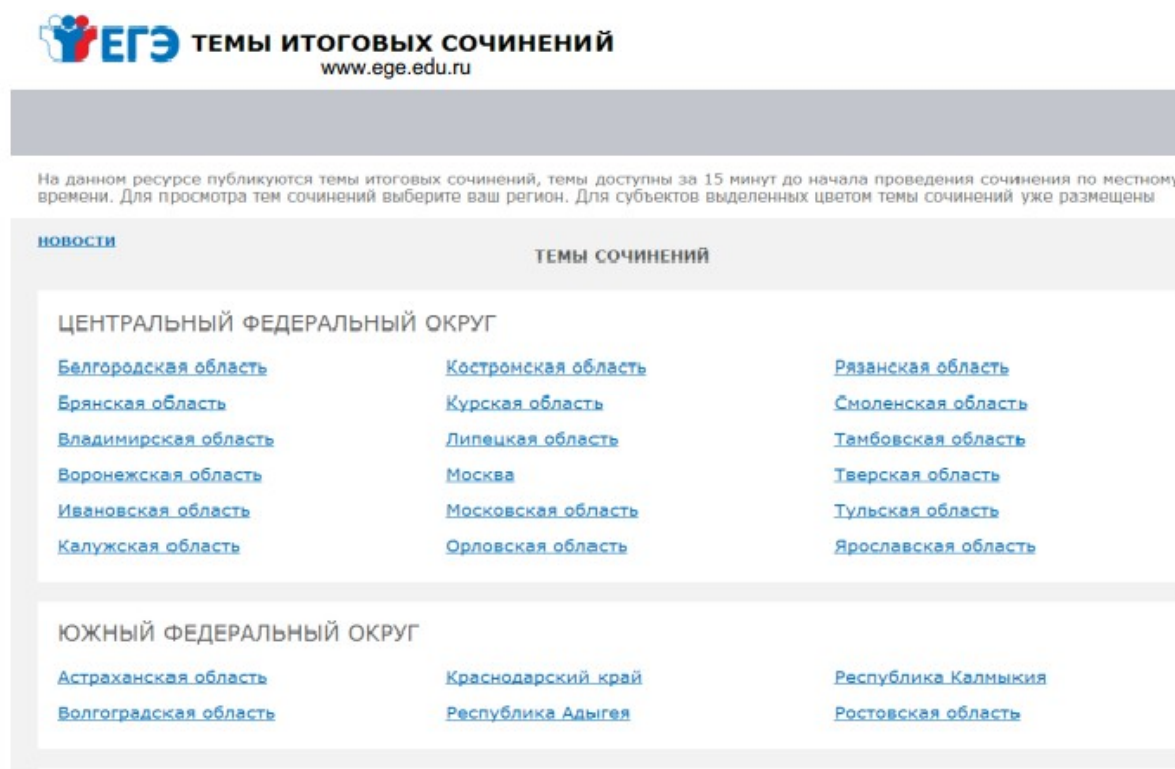 ЕГЭ ТЕМЫ ИТОГОВЫХ СОЧИНЕНИЙ
www.ege.edu.ru
На данном ресурсе публикуются темы итоговых сочинений, темы доступны за 15 минут до начала проведения сочинения по местному
времени. Для просмотра тем сочинений выберите ваш регион. Для субъектов выделенных цветом темы сочинений уже размещены
НОВОСТИ
ТЕМЫ СОЧИНЕНИЙ
ЦЕНТРАЛЬНЫЙ ФЕДЕРАЛЬНЫЙ ОКРУГ
Белгородская область Костромская область Рязанская область
Брянская область Курская область Смоленская область
Владимирская область Липецкая область Тамбовская область
Воронежская область Москва Тверская область
Ивановская область Московская область Тульская область
Калужская область Орловская область Ярославская область
ЮЖНЫЙ ФЕДЕРАЛЬНЫЙ ОКРУГ
Астраханская область Краснодарский край Республика Калмыкия
Волгоградская область Республика Адыгея Ростовская область